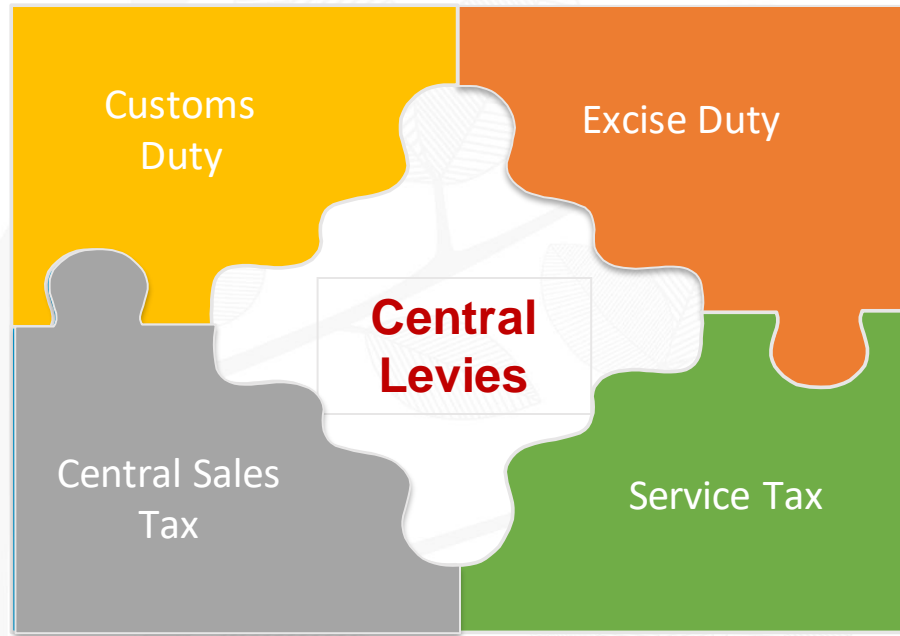 Customs
Duty
Excise Duty
Central
Levies
Central Sales
Tax
Service Tax